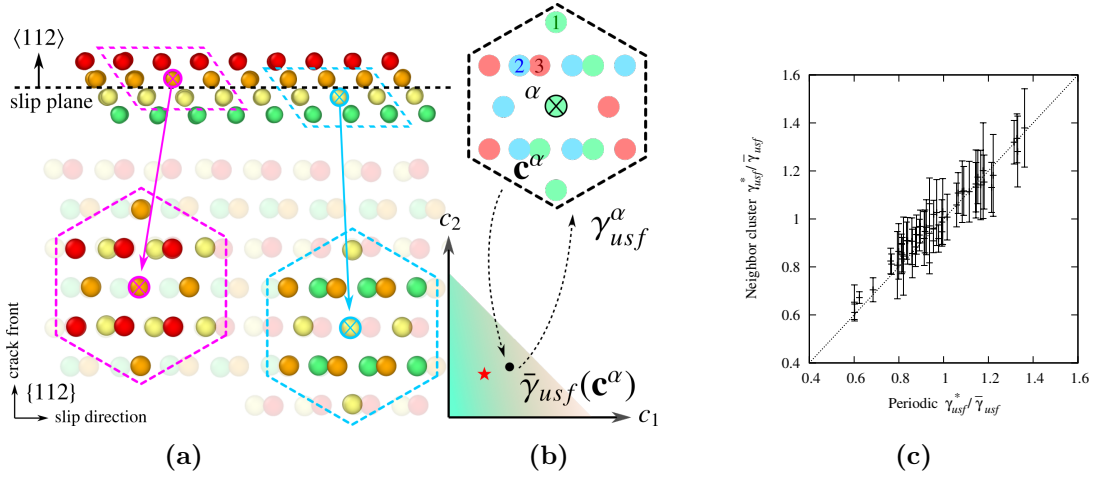 ⟨112⟩
slip plane
crack front
{112}
slip direction
(a)
1
2 3
α
c^α
γ^α_usf
c_2
γ̄_usf(c^α)
c_1
(b)
Neighbor cluster γ*_usf/γ̄_usf
1.6
1.4
1.2
1
0.8
0.6
0.4
0.4 0.6 0.8 1 1.2 1.4 1.6
Periodic γ*_usf/γ̄_usf
(c)